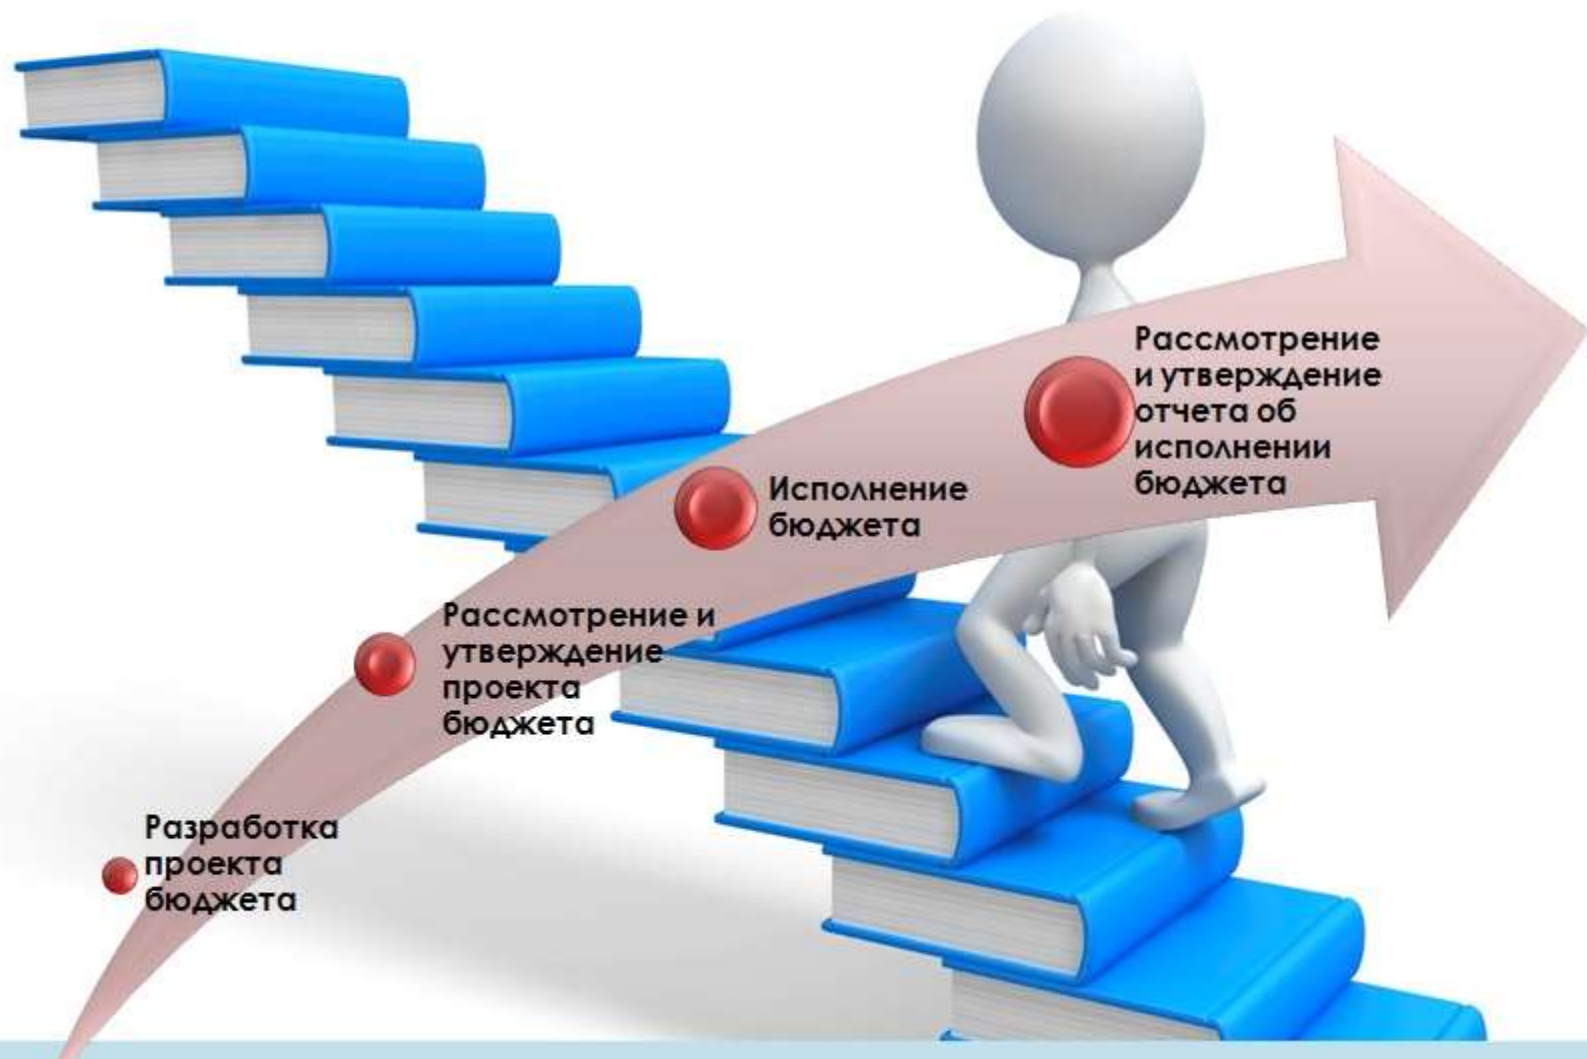 Разработка
проекта
бюджета
Рассмотрение и
утверждение
проекта
бюджета
Исполнение
бюджета
Рассмотрение
и утверждение
отчета об
исполнении
бюджета